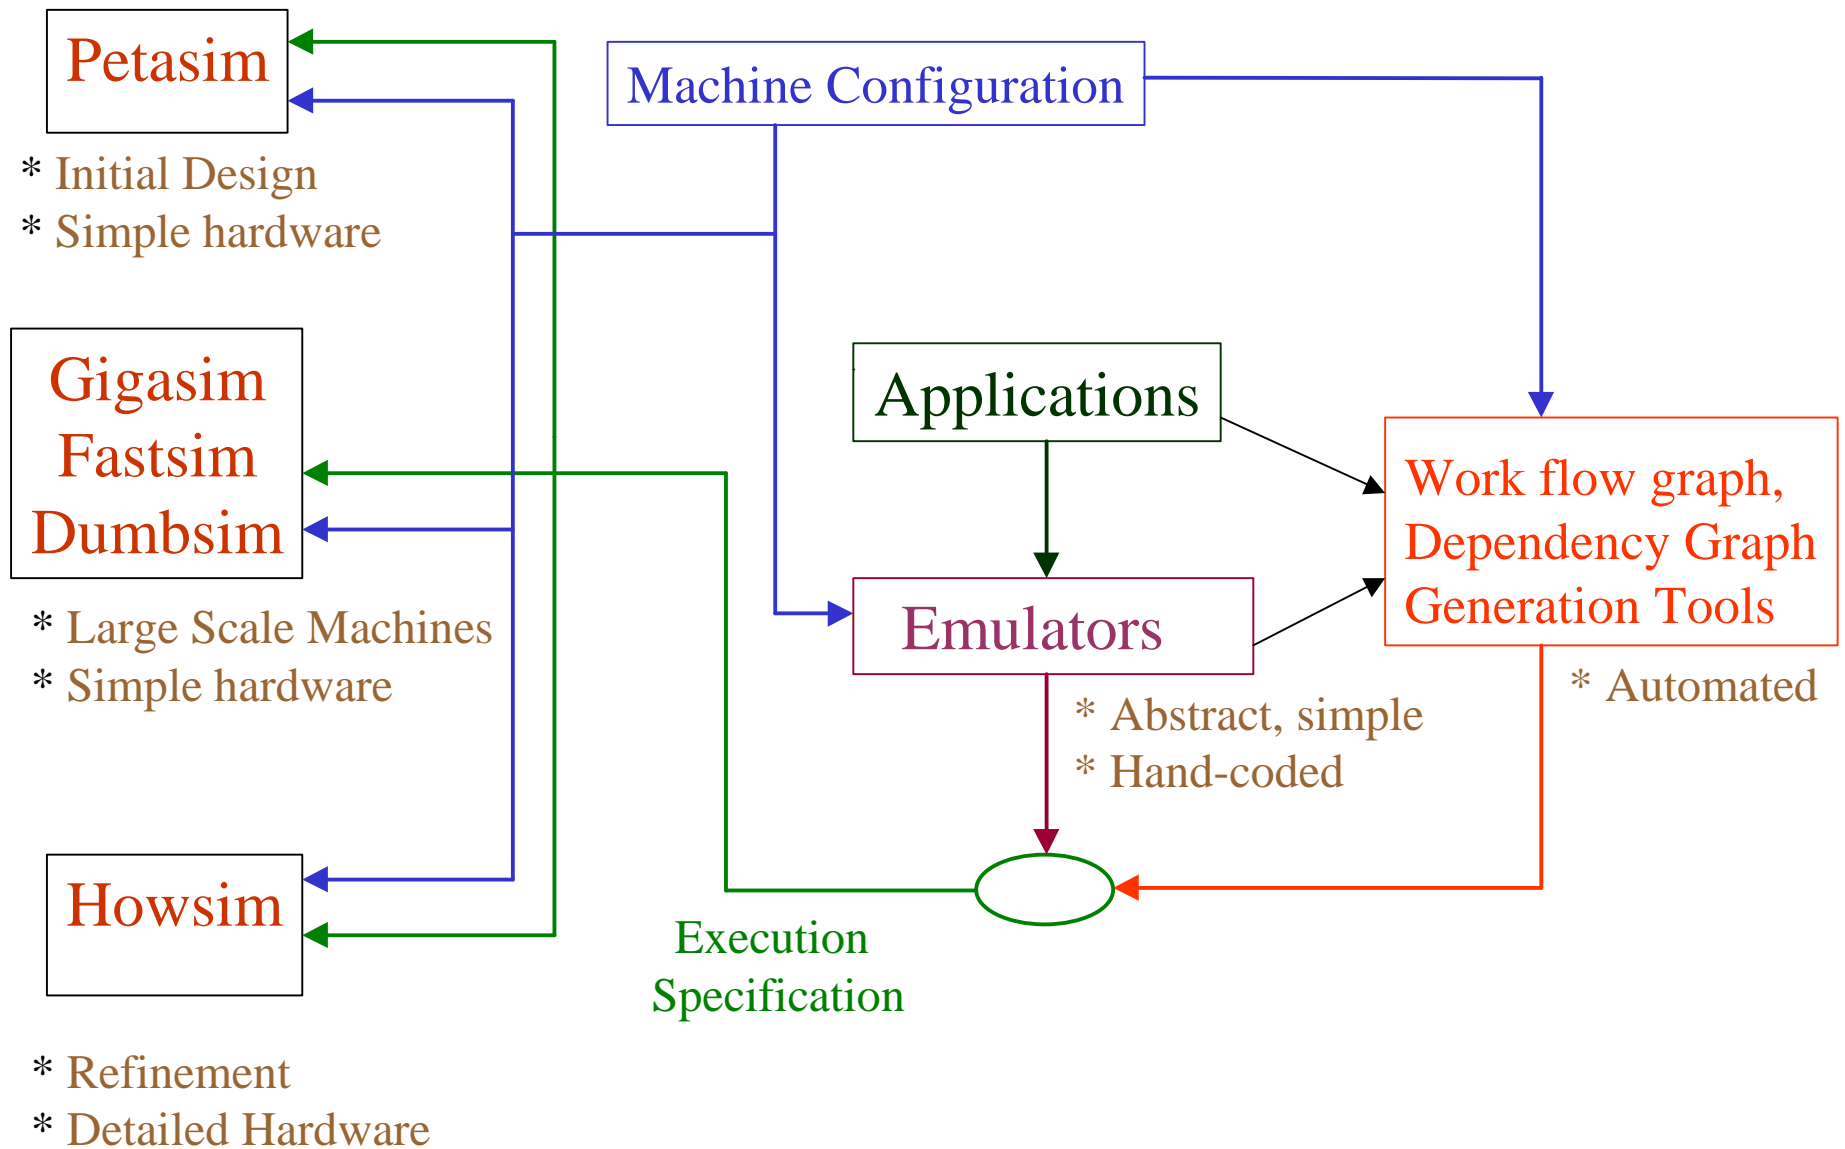 Petasim
* Initial Design
* Simple hardware
Machine Configuration
Gigasim
Fastsim
Dumbsim
* Large Scale Machines
* Simple hardware
Applications
Emulators
* Abstract, simple
* Hand-coded
Work flow graph,
Dependency Graph
Generation Tools
* Automated
Howsim
* Refinement
* Detailed Hardware
Execution
Specification